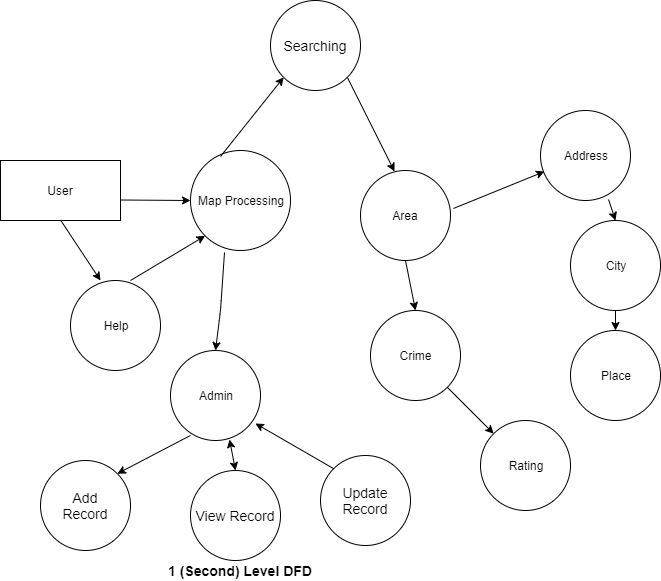 Searching
Address
User
Map Processing
Area
City
Help
Crime
Place
Admin
Rating
Add
Record
View Record
Update
Record
1 (Second) Level DFD